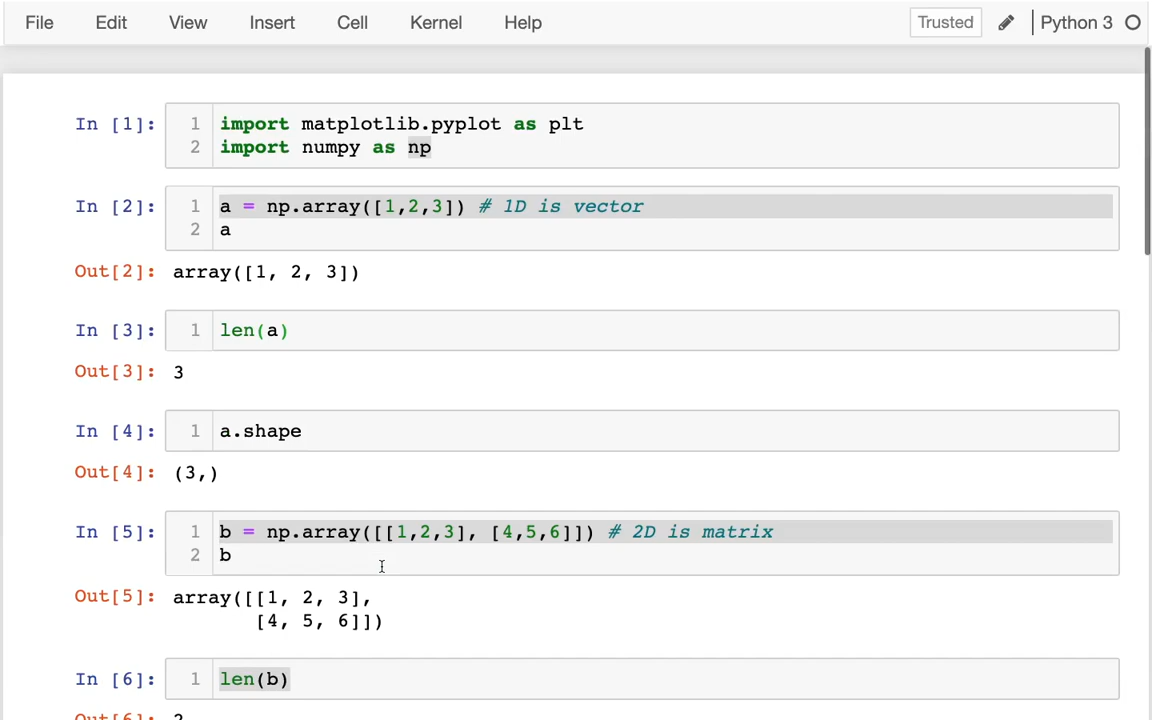 File Edit View Insert Cell Kernel Help Trusted Python 3
In [1]: 1 import matplotlib.pyplot as plt
2 import numpy as np
In [2]: 1 a = np.array([1,2,3]) # 1D is vector
2 a
Out[2]: array([1, 2, 3])
In [3]: 1 len(a)
Out[3]: 3
In [4]: 1 a.shape
Out[4]: (3,)
In [5]: 1 b = np.array([[1,2,3], [4,5,6]]) # 2D is matrix
2 b
Out[5]: array([[1, 2, 3],
[4, 5, 6]])
In [6]: 1 len(b)
Out[6]: 2